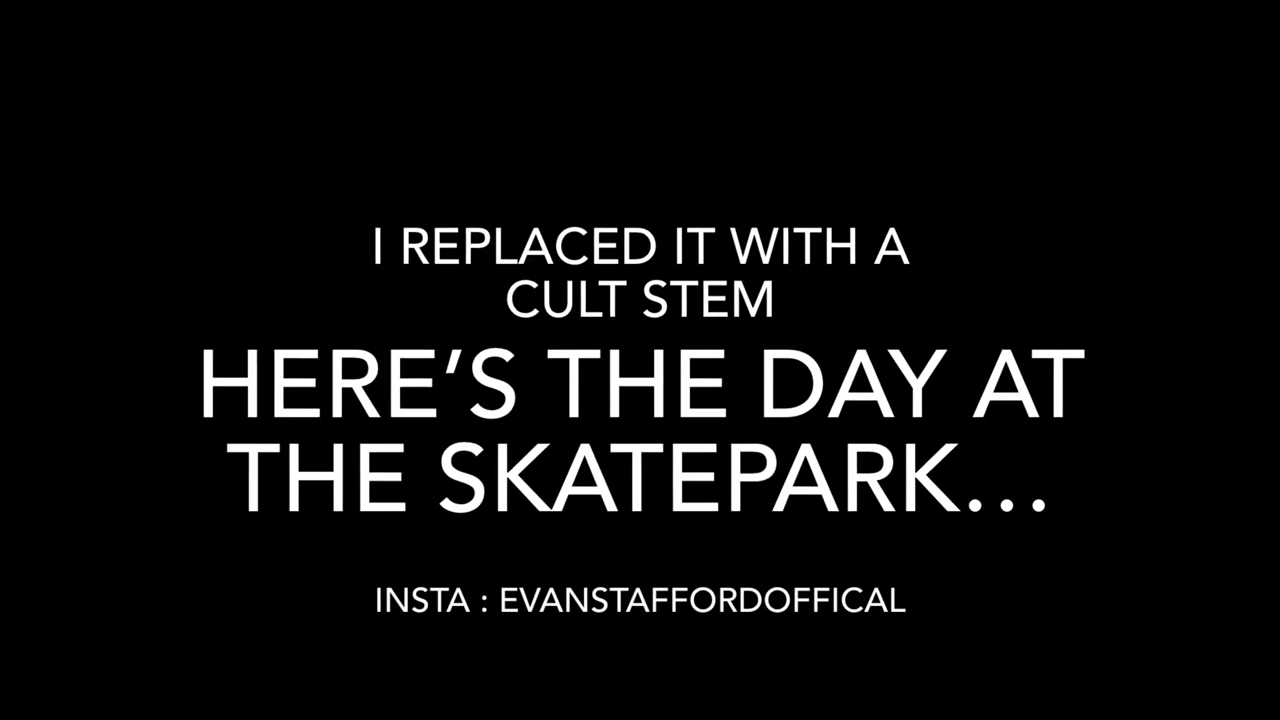 I REPLACED IT WITH A
CULT STEM
HERE’S THE DAY AT
THE SKATEPARK…
INSTA : EVANSTAFFORDOFFICAL